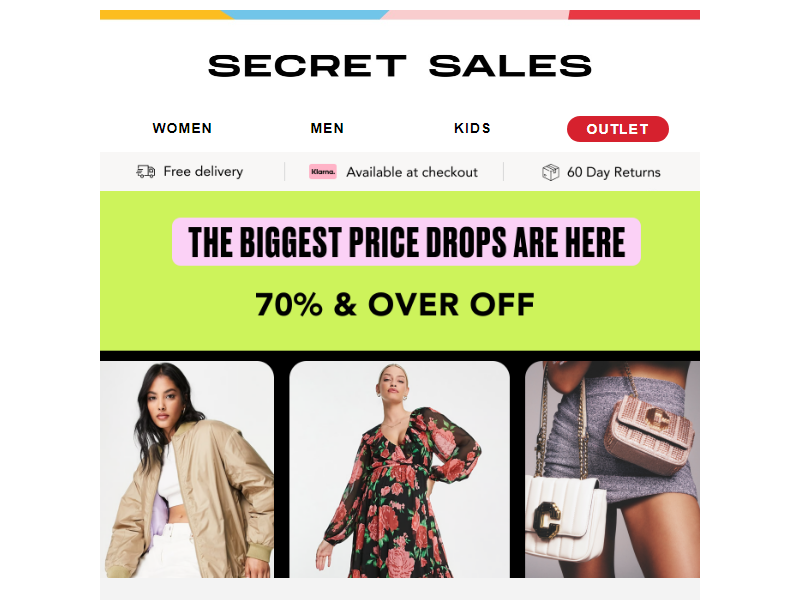 SECRET SALES
WOMEN MEN KIDS OUTLET
Free delivery Klarna. Available at checkout 60 Day Returns
THE BIGGEST PRICE DROPS ARE HERE
70% & OVER OFF